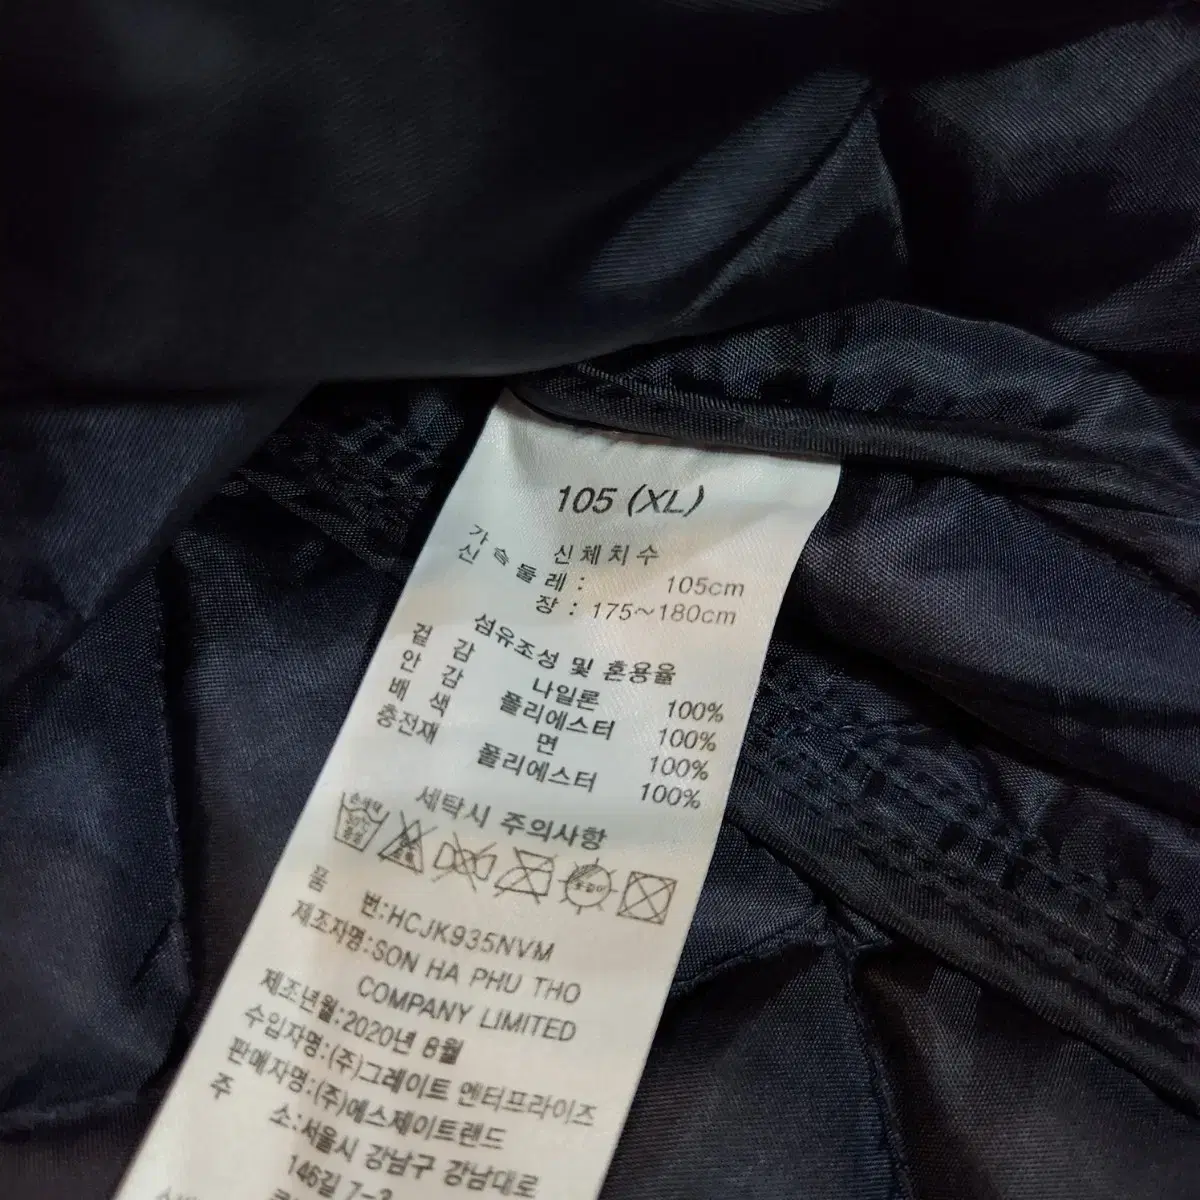 105 (XL)
신체치수
가슴둘레 : 105cm
신 장 : 175~180cm
섬유조성 및 혼용율
겉 감 나일론 100%
안 감 폴리에스터 100%
배 색 면 100%
충전재 폴리에스터 100%
세탁시 주의사항
손세탁
중성
품 번:HCJK935NVM
제조자명:SON HA PHU THO
COMPANY LIMITED
제조년월:2020년 8월
수입자명:(주)그레이트 엔터프라이즈
판매자명:(주)에스제이트렌드
주 소:서울시 강남구 강남대로
146길 7-3